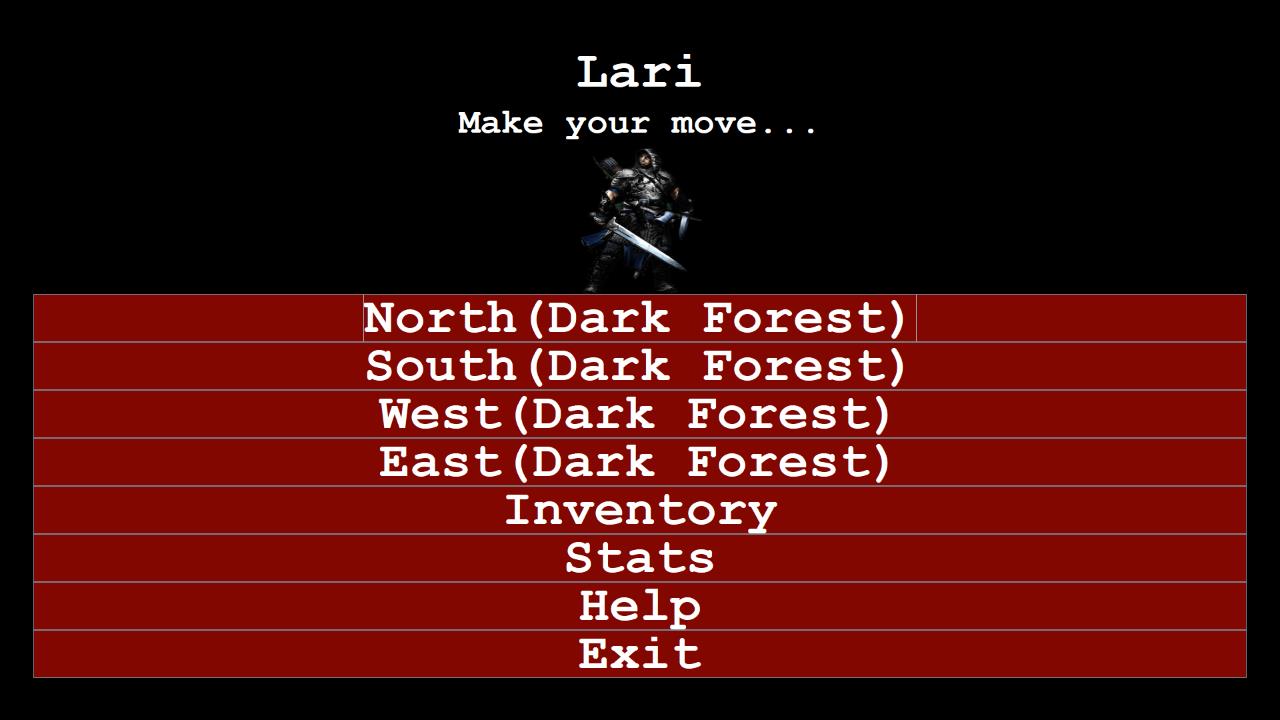 Lari
Make your move...
North(Dark Forest)
South(Dark Forest)
West(Dark Forest)
East(Dark Forest)
Inventory
Stats
Help
Exit